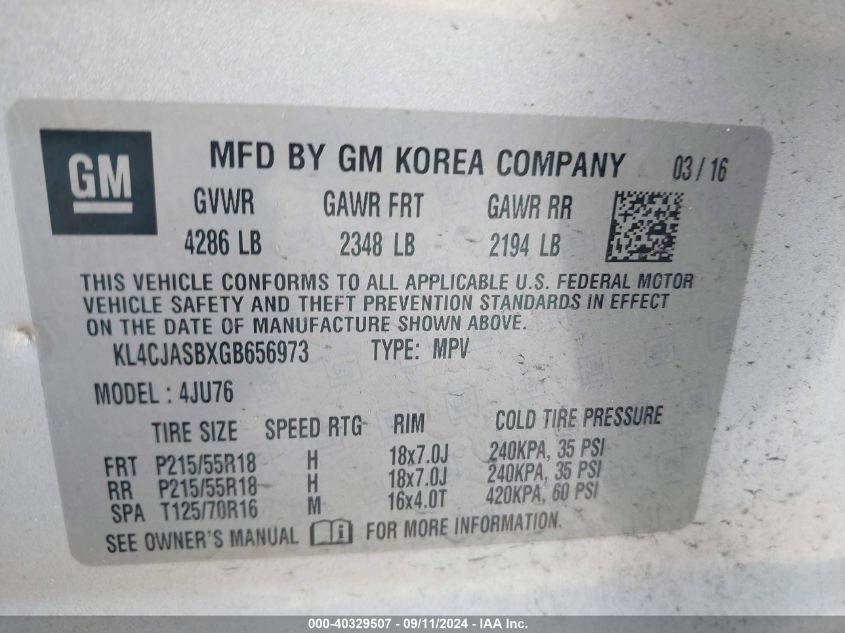 GM
MFD BY GM KOREA COMPANY 03/16
GVWR GAWR FRT GAWR RR
4286 LB 2348 LB 2194 LB
THIS VEHICLE CONFORMS TO ALL APPLICABLE U.S. FEDERAL MOTOR
VEHICLE SAFETY AND THEFT PREVENTION STANDARDS IN EFFECT
ON THE DATE OF MANUFACTURE SHOWN ABOVE.
KL4CJASBXGB656973 TYPE: MPV
MODEL : 4JU76
TIRE SIZE SPEED RTG RIM COLD TIRE PRESSURE
FRT P215/55R18 H 18x7.0J 240KPA, 35 PSI
RR P215/55R18 H 18x7.0J 240KPA, 35 PSI
SPA T125/70R16 M 16x4.0T 420KPA, 60 PSI
SEE OWNER'S MANUAL i FOR MORE INFORMATION.
000-40329507 - 09/11/2024 - IAA Inc.